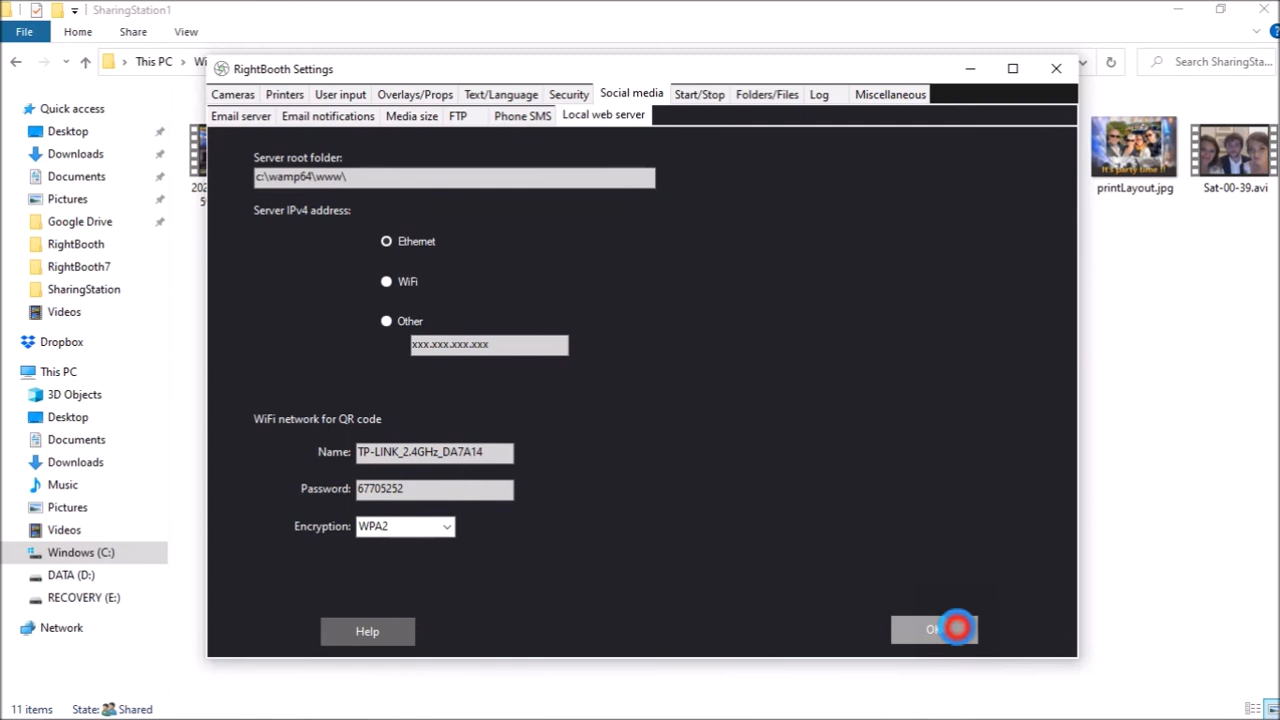 SharingStation1
File Home Share View
This PC Wi
Search SharingSta...
Quick access
Desktop
Downloads
Documents
Pictures
Google Drive
RightBooth
RightBooth7
SharingStation
Videos
Dropbox
This PC
3D Objects
Desktop
Documents
Downloads
Music
Pictures
Videos
Windows (C:)
DATA (D:)
RECOVERY (E:)
Network
11 items State: Shared
RightBooth Settings
Cameras Printers User input Overlays/Props Text/Language Security Social media Start/Stop Folders/Files Log Miscellaneous
Email server Email notifications Media size FTP Phone SMS Local web server
Server root folder:
c:\wamp64\www\
Server IPv4 address:
Ethernet
WiFi
Other
xxx.xxx.xxx.xxx
WiFi network for QR code
Name: TP-LINK_2.4GHz_DA7A14
Password: 67705252
Encryption: WPA2
Help
It's party time !!
printLayout.jpg
Sat-00-39.avi